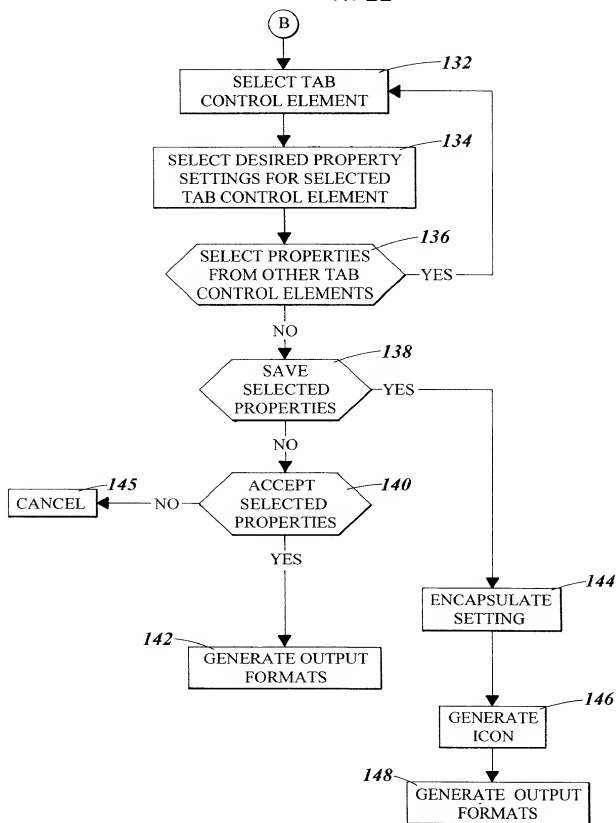 B
132
SELECT TAB
CONTROL ELEMENT
134
SELECT DESIRED PROPERTY
SETTINGS FOR SELECTED
TAB CONTROL ELEMENT
136
SELECT PROPERTIES
FROM OTHER TAB
CONTROL ELEMENTS
YES
NO
138
SAVE
SELECTED
PROPERTIES
YES
NO
145
CANCEL
NO
140
ACCEPT
SELECTED
PROPERTIES
YES
144
ENCAPSULATE
SETTING
142
GENERATE OUTPUT
FORMATS
146
GENERATE
ICON
148
GENERATE OUTPUT
FORMATS